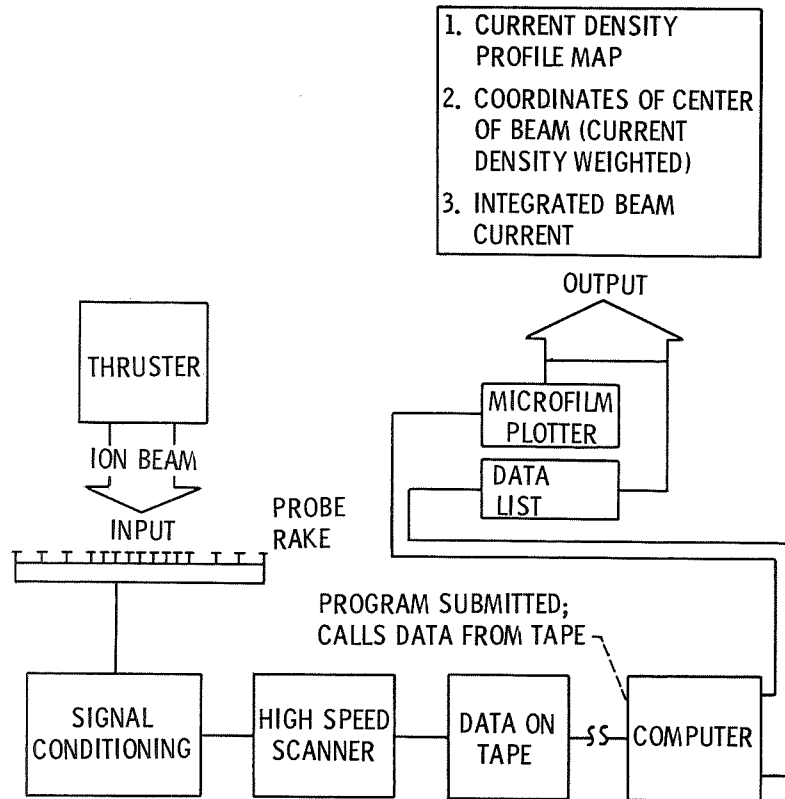 1. CURRENT DENSITY
PROFILE MAP
2. COORDINATES OF CENTER
OF BEAM (CURRENT
DENSITY WEIGHTED)
3. INTEGRATED BEAM
CURRENT
OUTPUT
THRUSTER
ION BEAM
INPUT
PROBE
RAKE
MICROFILM
PLOTTER
DATA
LIST
PROGRAM SUBMITTED;
CALLS DATA FROM TAPE
SIGNAL
CONDITIONING
HIGH SPEED
SCANNER
DATA ON
TAPE
COMPUTER